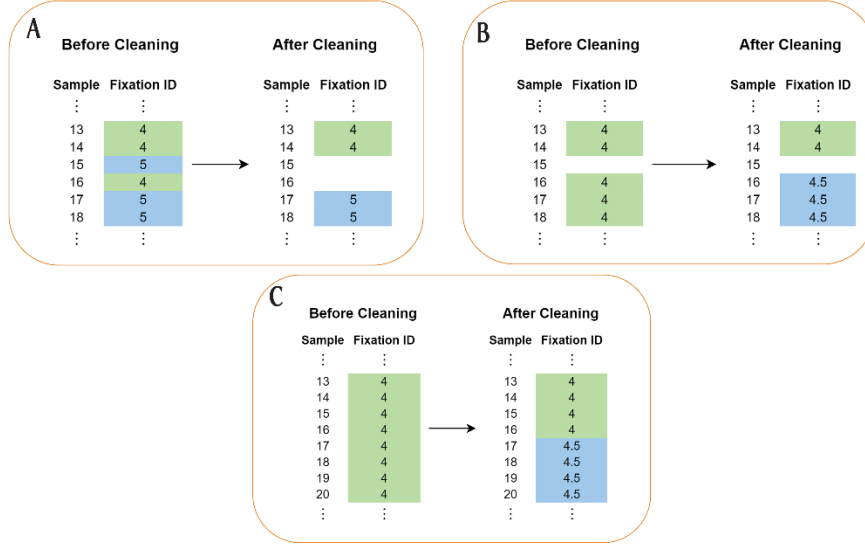 A
Before Cleaning After Cleaning
Sample Fixation ID Fixation ID
⋮ ⋮ ⋮
13 4 13 4
14 4 14 4
15 5 15
16 4 16
17 5 17 5
18 5 18 5
⋮ ⋮ ⋮ ⋮
B
Before Cleaning After Cleaning
Sample Fixation ID Sample Fixation ID
⋮ ⋮ ⋮ ⋮
13 4 13 4
14 4 14 4
15 15
16 4 16 4.5
17 4 17 4.5
18 4 18 4.5
⋮ ⋮ ⋮ ⋮
C
Before Cleaning After Cleaning
Sample Fixation ID Sample Fixation ID
⋮ ⋮ ⋮ ⋮
13 4 13 4
14 4 14 4
15 4 15 4
16 4 16 4
17 4 17 4.5
18 4 18 4.5
19 4 19 4.5
20 4 20 4.5
⋮ ⋮ ⋮ ⋮